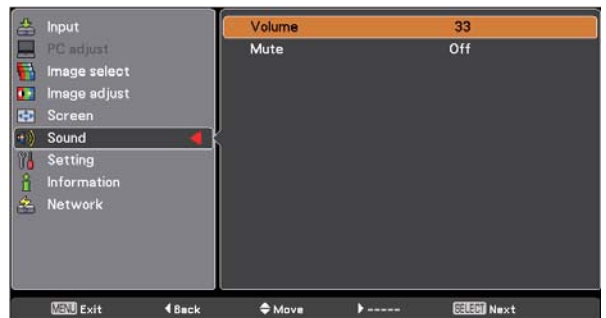 Input
PC adjust
Image select
Image adjust
Screen
Sound
Setting
Information
Network
Volume 33
Mute Off
MENU Exit Back Move ----- SELECT Next